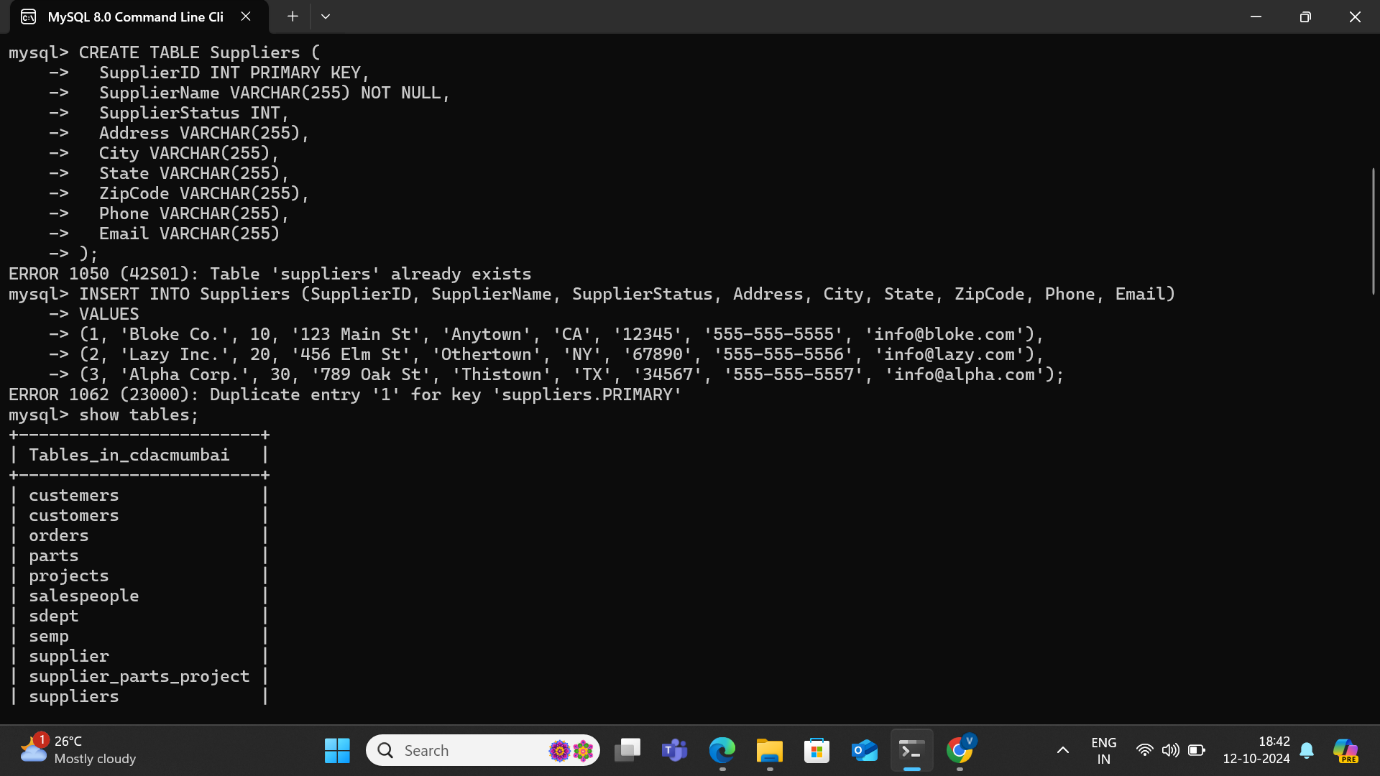 MySQL 8.0 Command Line Cli
mysql> CREATE TABLE Suppliers (
    ->   SupplierID INT PRIMARY KEY,
    ->   SupplierName VARCHAR(255) NOT NULL,
    ->   SupplierStatus INT,
    ->   Address VARCHAR(255),
    ->   City VARCHAR(255),
    ->   State VARCHAR(255),
    ->   ZipCode VARCHAR(255),
    ->   Phone VARCHAR(255),
    ->   Email VARCHAR(255)
    -> );
ERROR 1050 (42S01): Table 'suppliers' already exists
mysql> INSERT INTO Suppliers (SupplierID, SupplierName, SupplierStatus, Address, City, State, ZipCode, Phone, Email)
    -> VALUES
    -> (1, 'Bloke Co.', 10, '123 Main St', 'Anytown', 'CA', '12345', '555-555-5555', 'info@bloke.com'),
    -> (2, 'Lazy Inc.', 20, '456 Elm St', 'Othertown', 'NY', '67890', '555-555-5556', 'info@lazy.com'),
    -> (3, 'Alpha Corp.', 30, '789 Oak St', 'Thistown', 'TX', '34567', '555-555-5557', 'info@alpha.com');
ERROR 1062 (23000): Duplicate entry '1' for key 'suppliers.PRIMARY'
mysql> show tables;
+------------------------+
| Tables_in_cdacmumbai   |
+------------------------+
| custemers              |
| customers              |
| orders                 |
| parts                  |
| projects               |
| salespeople            |
| sdept                  |
| semp                   |
| supplier               |
| supplier_parts_project |
| suppliers              |
1
26°C
Mostly cloudy
Search
V
ENG
IN
18:42
12-10-2024
PRE